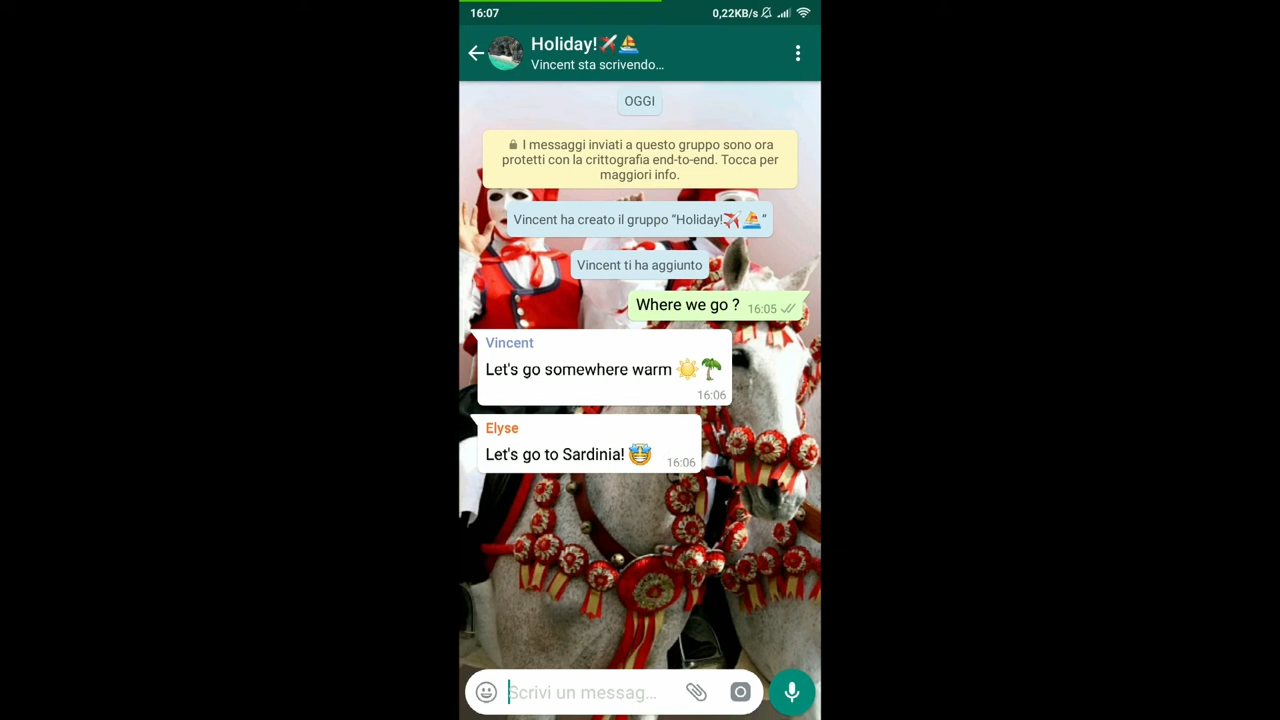 16:07
0,22KB/s
Holiday!✈️⛵
Vincent sta scrivendo...
OGGI
🔒 I messaggi inviati a questo gruppo sono ora
protetti con la crittografia end-to-end. Tocca per
maggiori info.
Vincent ha creato il gruppo “Holiday!✈️⛵”
Vincent ti ha aggiunto
Where we go ? 16:05
Vincent
Let's go somewhere warm ☀️🌴
16:06
Elyse
Let's go to Sardinia! 🤩 16:06
Scrivi un messag...